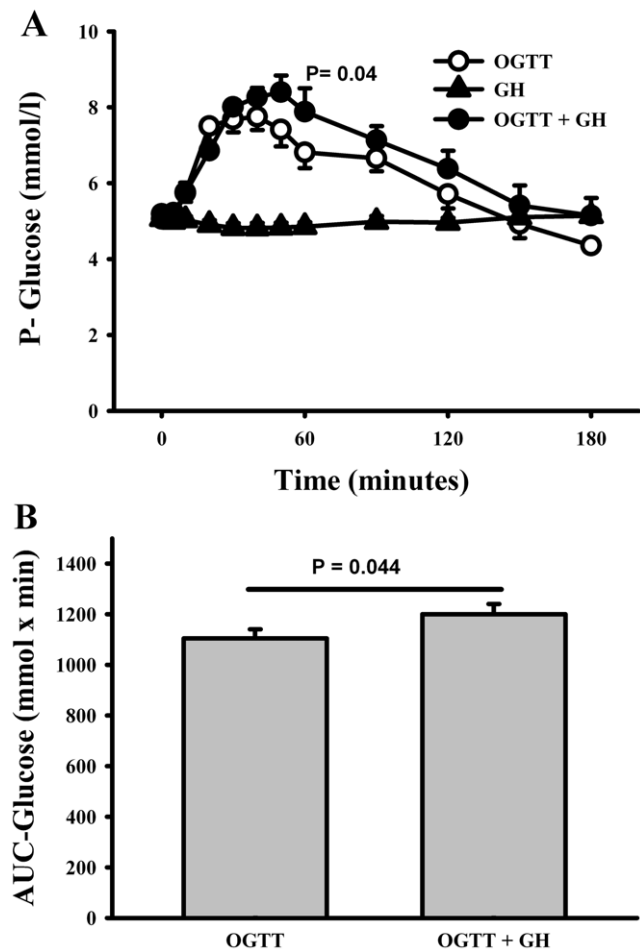 A
P- Glucose (mmol/l)
10
8
6
4
2
0
P= 0.04
OGTT
GH
OGTT + GH
0
60
120
180
Time (minutes)
B
AUC-Glucose (mmol x min)
1400
1200
1000
800
600
400
200
0
P = 0.044
OGTT
OGTT + GH